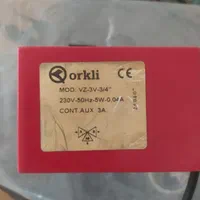 orkli
CE
MOD: VZ-3V-3/4"
230V-50Hz-5W-0,04A
CONT.AUX. 3A.